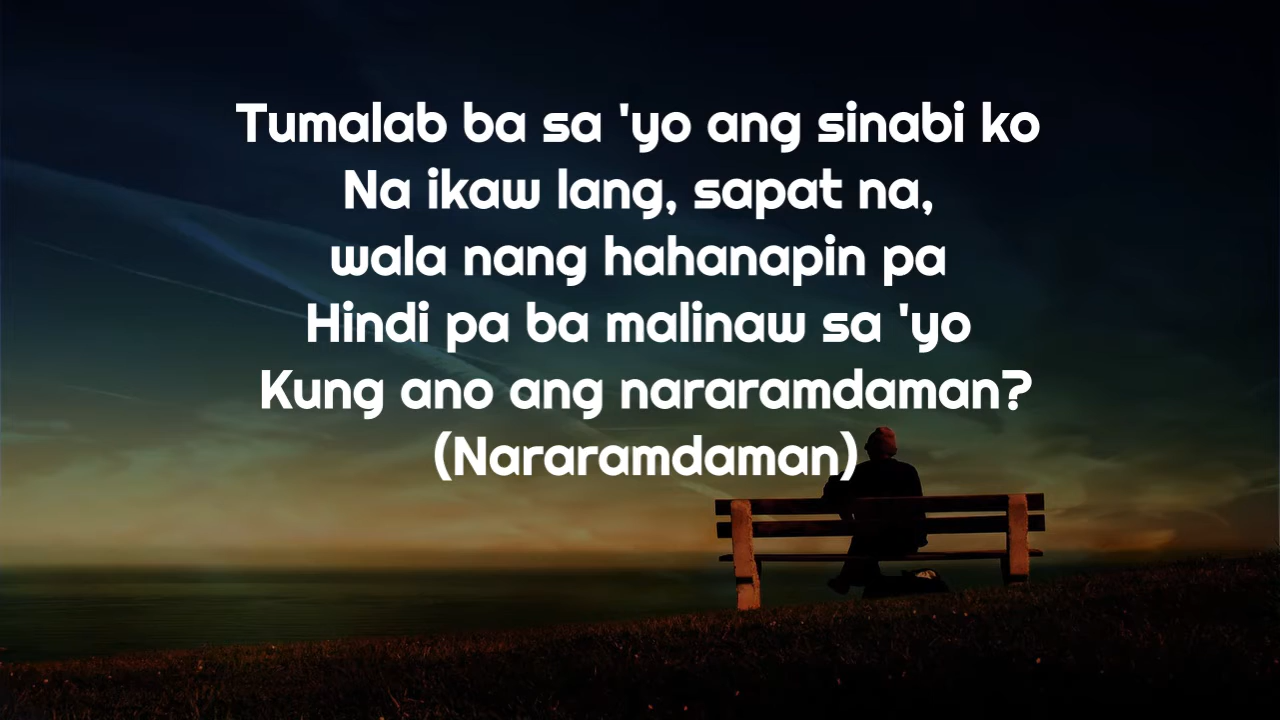 Tumalab ba sa 'yo ang sinabi ko
Na ikaw lang, sapat na,
wala nang hahanapin pa
Hindi pa ba malinaw sa 'yo
Kung ano ang nararamdaman?
(Nararamdaman)